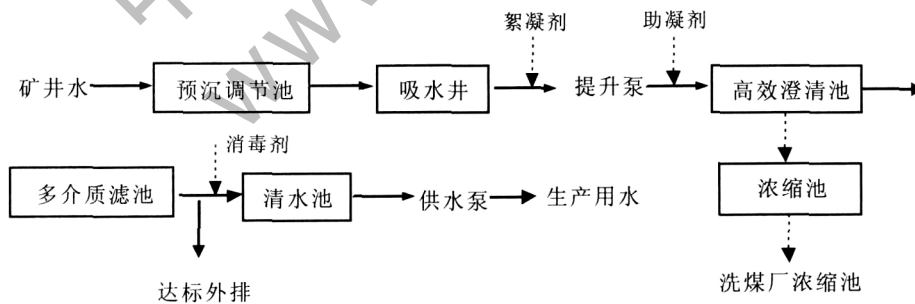 絮凝剂 助凝剂
矿井水 预沉调节池 吸水井 提升泵 高效澄清池
消毒剂
多介质滤池 清水池 供水泵 生产用水 浓缩池
达标外排 洗煤厂浓缩池